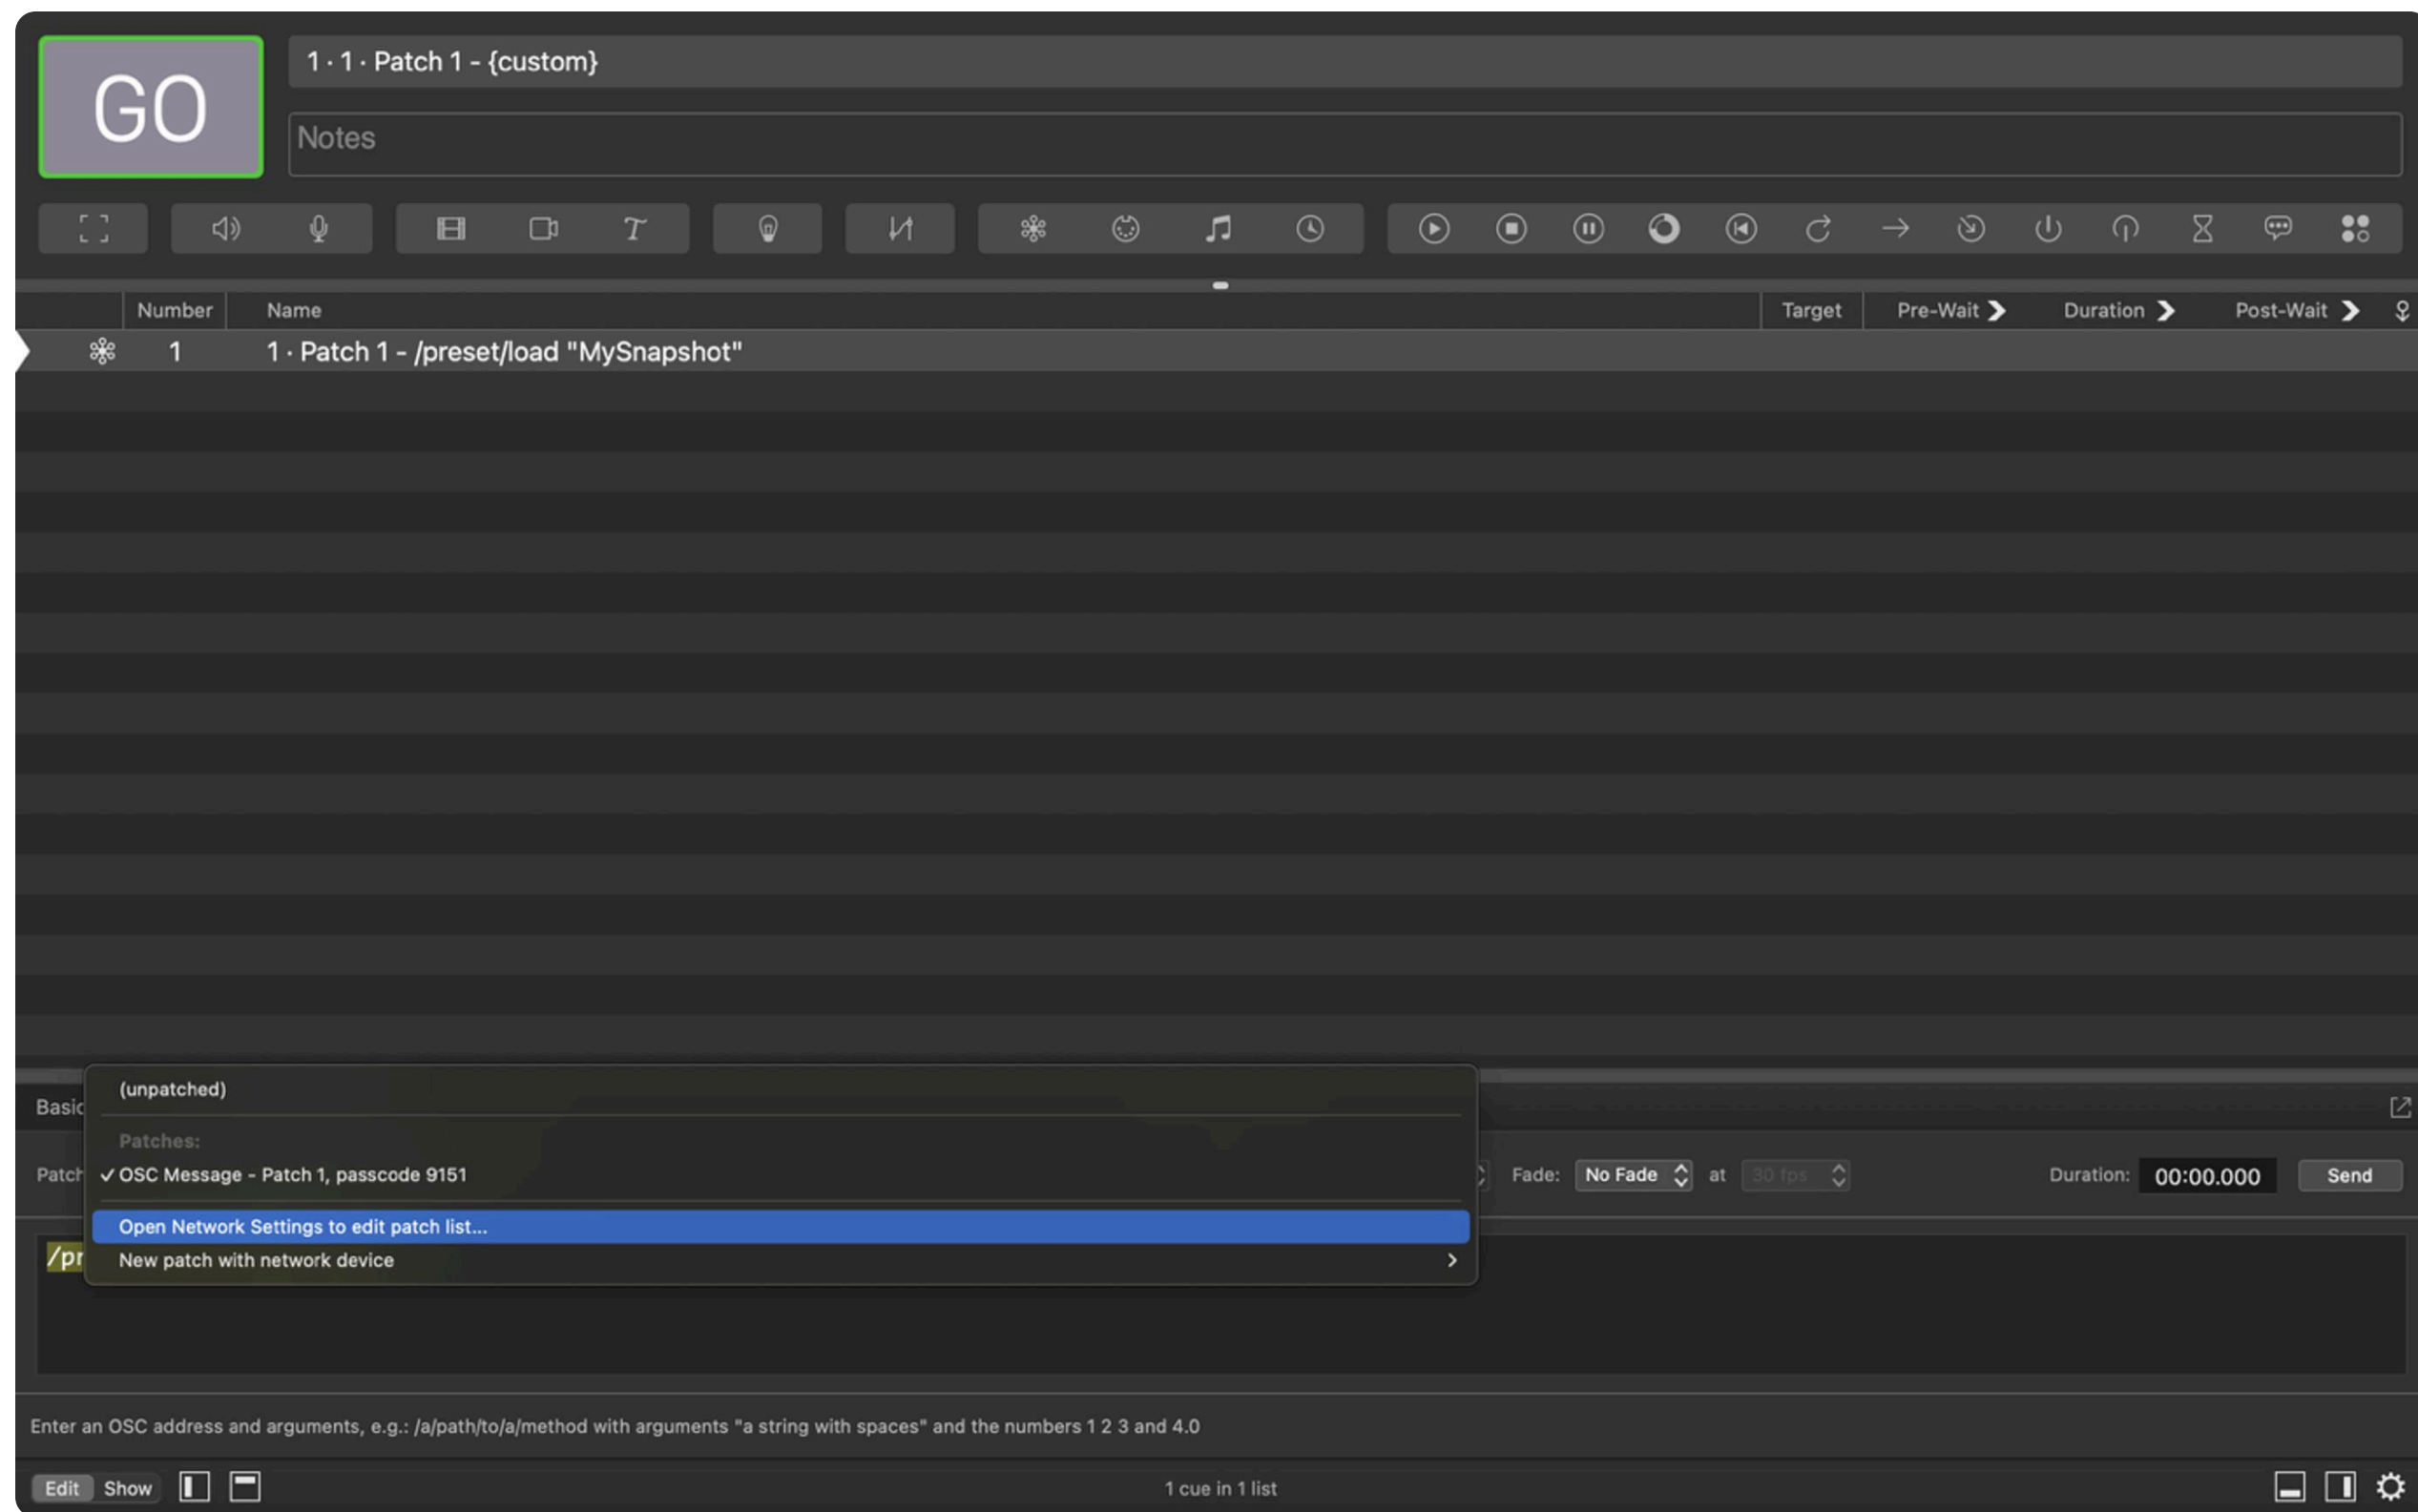 GO
1 · 1 · Patch 1 - {custom}
Notes
Number Name Target Pre-Wait Duration Post-Wait
1 1 · Patch 1 - /preset/load "MySnapshot"
(unpatched)
Basic
Patches:
Patch ✓ OSC Message - Patch 1, passcode 9151 Fade: No Fade at 30 fps Duration: 00:00.000 Send
Open Network Settings to edit patch list...
/pr New patch with network device
Enter an OSC address and arguments, e.g.: /a/path/to/a/method with arguments "a string with spaces" and the numbers 1 2 3 and 4.0
Edit Show 1 cue in 1 list